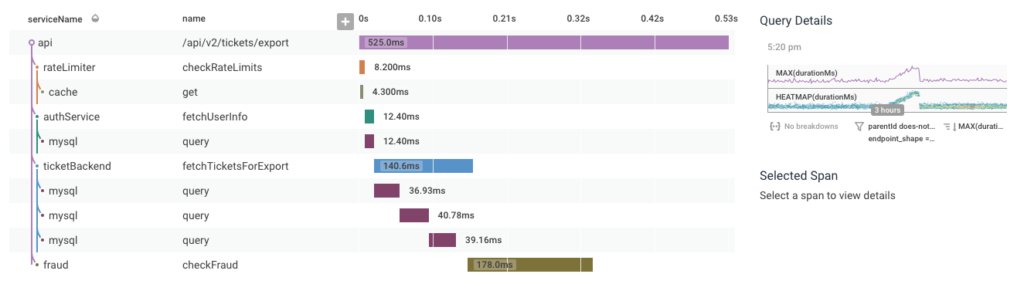 serviceName name 0s 0.10s 0.21s 0.32s 0.42s 0.53s
api /api/v2/tickets/export 525.0ms
rateLimiter checkRateLimits 8.200ms
cache get 4.300ms
authService fetchUserInfo 12.40ms
mysql query 12.40ms
ticketBackend fetchTicketsForExport 140.6ms
mysql query 36.93ms
mysql query 40.78ms
mysql query 39.16ms
fraud checkFraud 178.0ms
Query Details
5:20 pm
MAX(durationMs)
HEATMAP(durationMs)
3 hours
No breakdowns parentId does-not... MAX(durati...
endpoint_shape =...
Selected Span
Select a span to view details